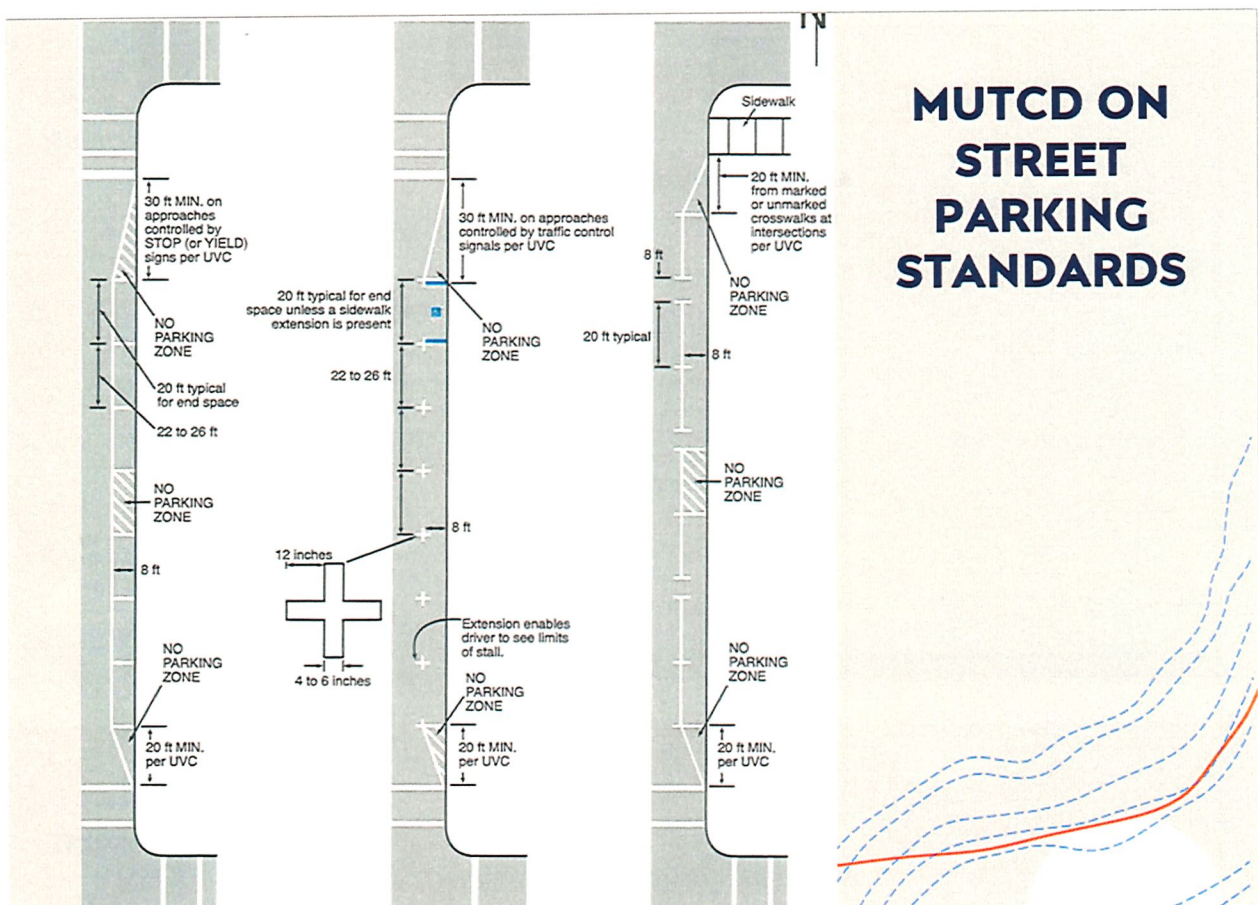 N
MUTCD ON
STREET
PARKING
STANDARDS
30 ft MIN. on
approaches
controlled by
STOP (or YIELD)
signs per UVC
NO
PARKING
ZONE
20 ft typical
for end space
22 to 26 ft
NO
PARKING
ZONE
8 ft
NO
PARKING
ZONE
20 ft MIN.
per UVC
30 ft MIN. on approaches
controlled by traffic control
signals per UVC
20 ft typical for end
space unless a sidewalk
extension is present
NO
PARKING
ZONE
22 to 26 ft
8 ft
12 inches
4 to 6 inches
Extension enables
driver to see limits
of stall.
NO
PARKING
ZONE
20 ft MIN.
per UVC
Sidewalk
20 ft MIN.
from marked
or unmarked
crosswalks at
intersections
per UVC
8 ft
NO
PARKING
ZONE
20 ft typical
8 ft
NO
PARKING
ZONE
NO
PARKING
ZONE
20 ft MIN.
per UVC